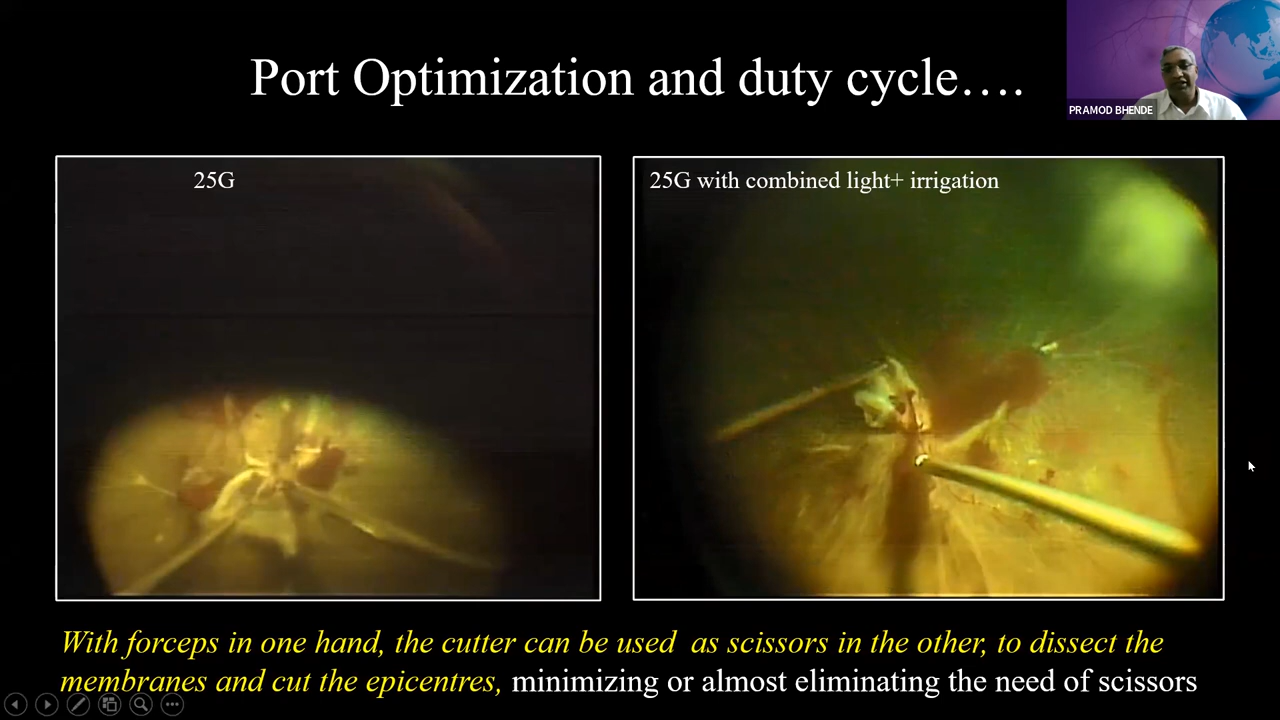 Port Optimization and duty cycle….
PRAMOD BHENDE
25G
25G with combined light+ irrigation
With forceps in one hand, the cutter can be used as scissors in the other, to dissect the
membranes and cut the epicentres, minimizing or almost eliminating the need of scissors